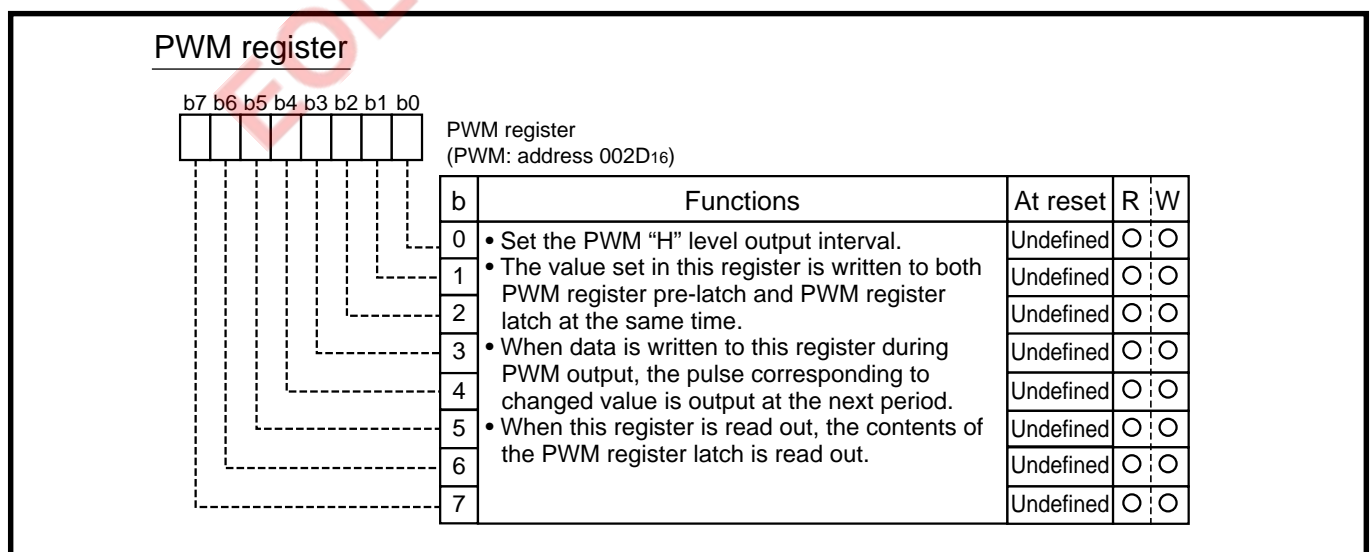 EOL
PWM register
b7 b6 b5 b4 b3 b2 b1 b0
PWM register
(PWM: address 002D16)
b Functions At reset R W
0 • Set the PWM “H” level output interval. Undefined O O
1 • The value set in this register is written to both Undefined O O
PWM register pre-latch and PWM register
2 latch at the same time. Undefined O O
3 • When data is written to this register during Undefined O O
PWM output, the pulse corresponding to
4 changed value is output at the next period. Undefined O O
5 • When this register is read out, the contents of Undefined O O
6 the PWM register latch is read out. Undefined O O
7 Undefined O O